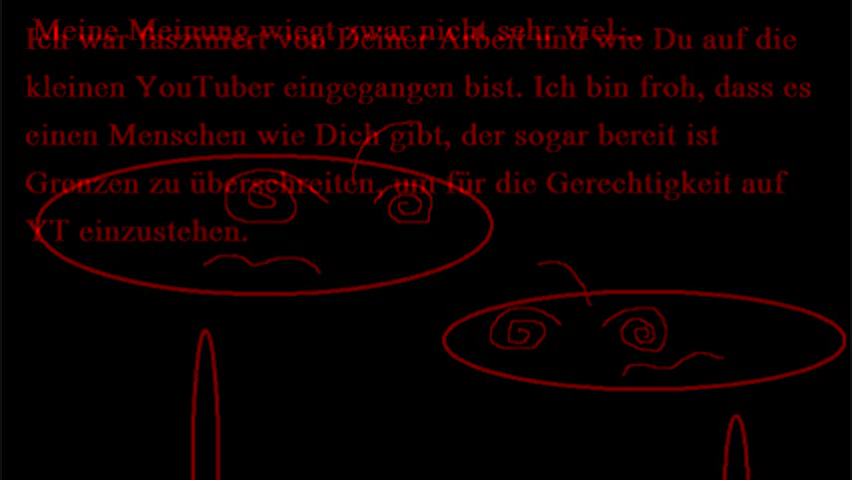 Meine Meinung wiegt zwar nicht sehr viel...
Ich war fasziniert von Deiner Arbeit und wie Du auf die
kleinen YouTuber eingegangen bist. Ich bin froh, dass es
einen Menschen wie Dich gibt, der sogar bereit ist
Grenzen zu überschreiten, um für die Gerechtigkeit auf
YT einzustehen.